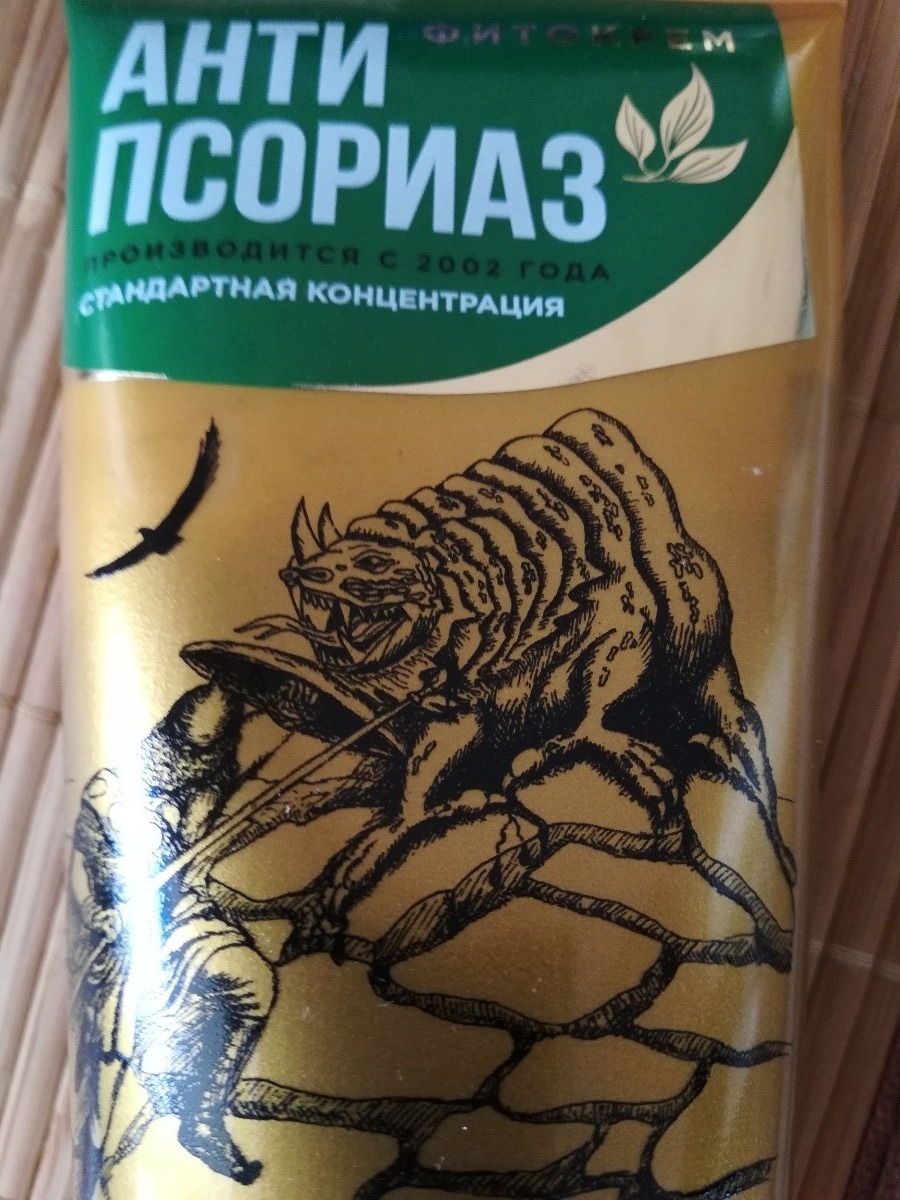 ФИТОКРЕМ
АНТИ
ПСОРИАЗ
ПРОИЗВОДИТСЯ С 2002 ГОДА
СТАНДАРТНАЯ КОНЦЕНТРАЦИЯ